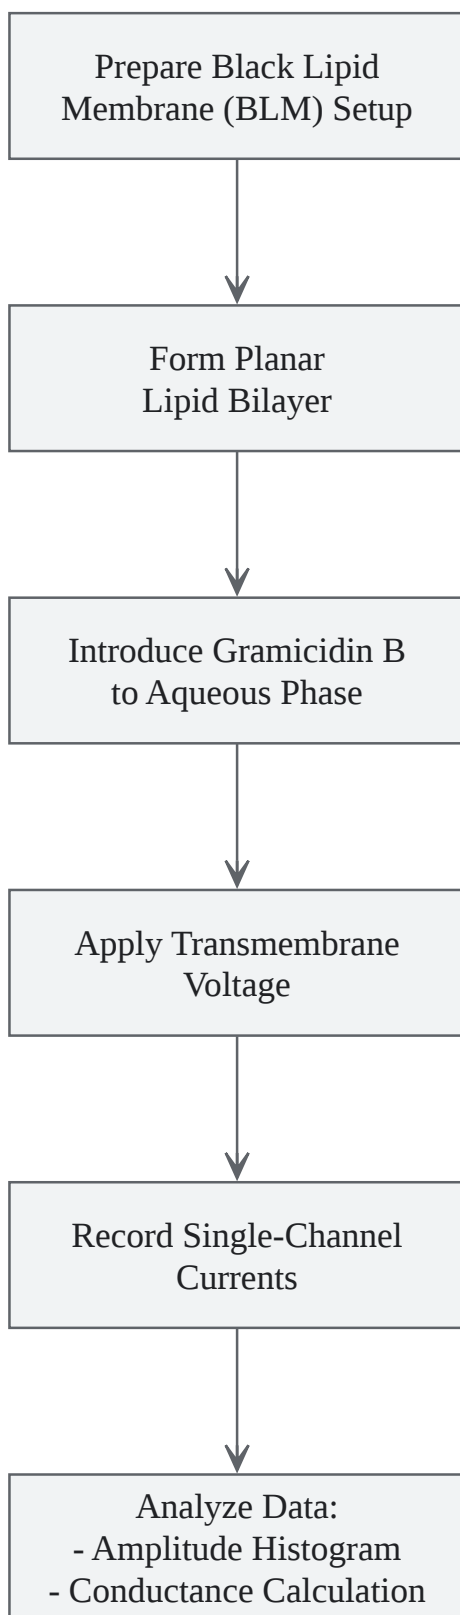 Prepare Black Lipid
Membrane (BLM) Setup
Form Planar
Lipid Bilayer
Introduce Gramicidin B
to Aqueous Phase
Apply Transmembrane
Voltage
Record Single-Channel
Currents
Analyze Data:
- Amplitude Histogram
- Conductance Calculation